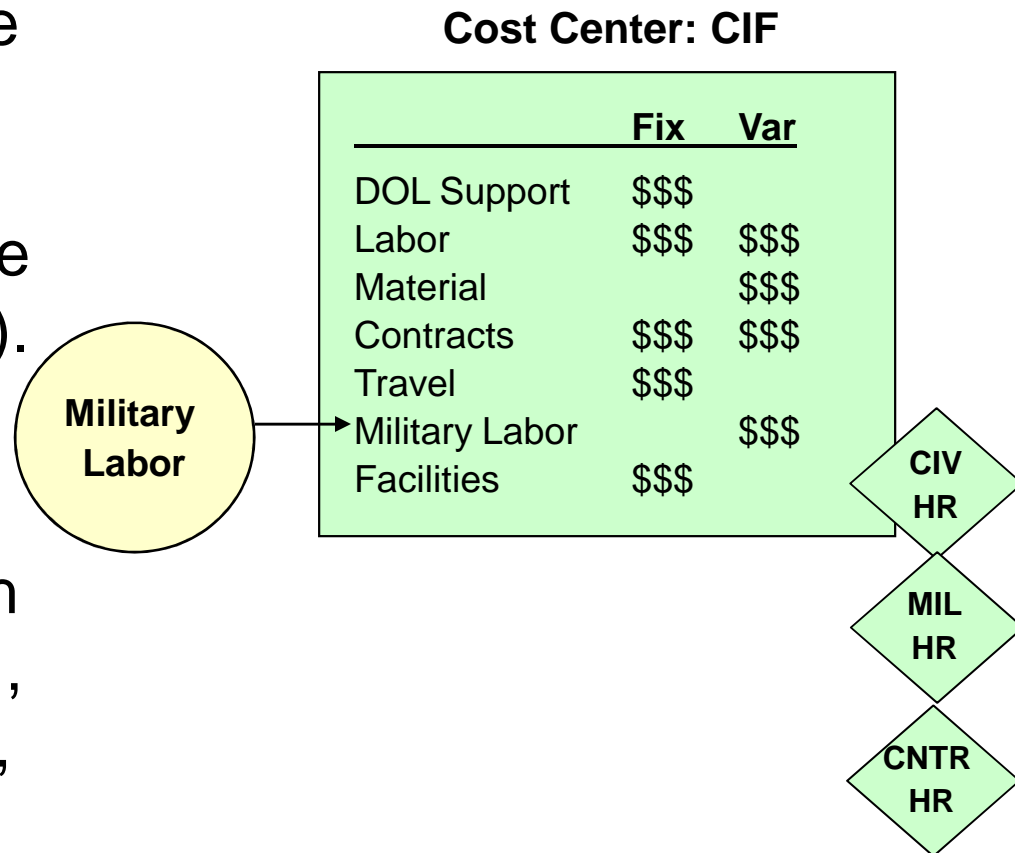 Cost Center: CIF
Fix Var
DOL Support $$$
Labor $$$ $$$
Material $$$
Contracts $$$ $$$
Travel $$$
Military Labor $$$
Facilities $$$
Military
Labor
CIV
HR
MIL
HR
CNTR
HR